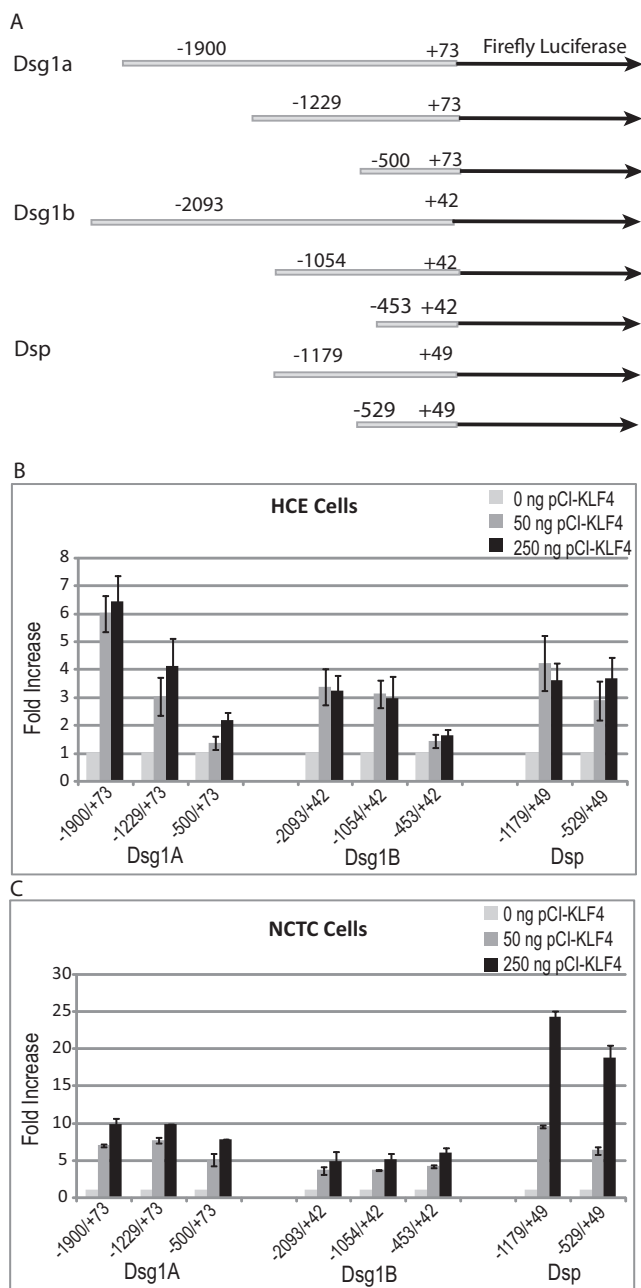 A
Dsg1a -1900 +73 Firefly Luciferase
-1229 +73
-500 +73
Dsg1b -2093 +42
-1054 +42
-453 +42
Dsp -1179 +49
-529 +49
B
HCE Cells
0 ng pCI-KLF4
50 ng pCI-KLF4
250 ng pCI-KLF4
Fold Increase
8
7
6
5
4
3
2
1
0
-1900/+73 -1229/+73 -500/+73 -2093/+42 -1054/+42 -453/+42 -1179/+49 -529/+49
Dsg1A Dsg1B Dsp
C
NCTC Cells
0 ng pCI-KLF4
50 ng pCI-KLF4
250 ng pCI-KLF4
Fold Increase
30
25
20
15
10
5
0
-1900/+73 -1229/+73 -500/+73 -2093/+42 -1054/+42 -453/+42 -1179/+49 -529/+49
Dsg1A Dsg1B Dsp